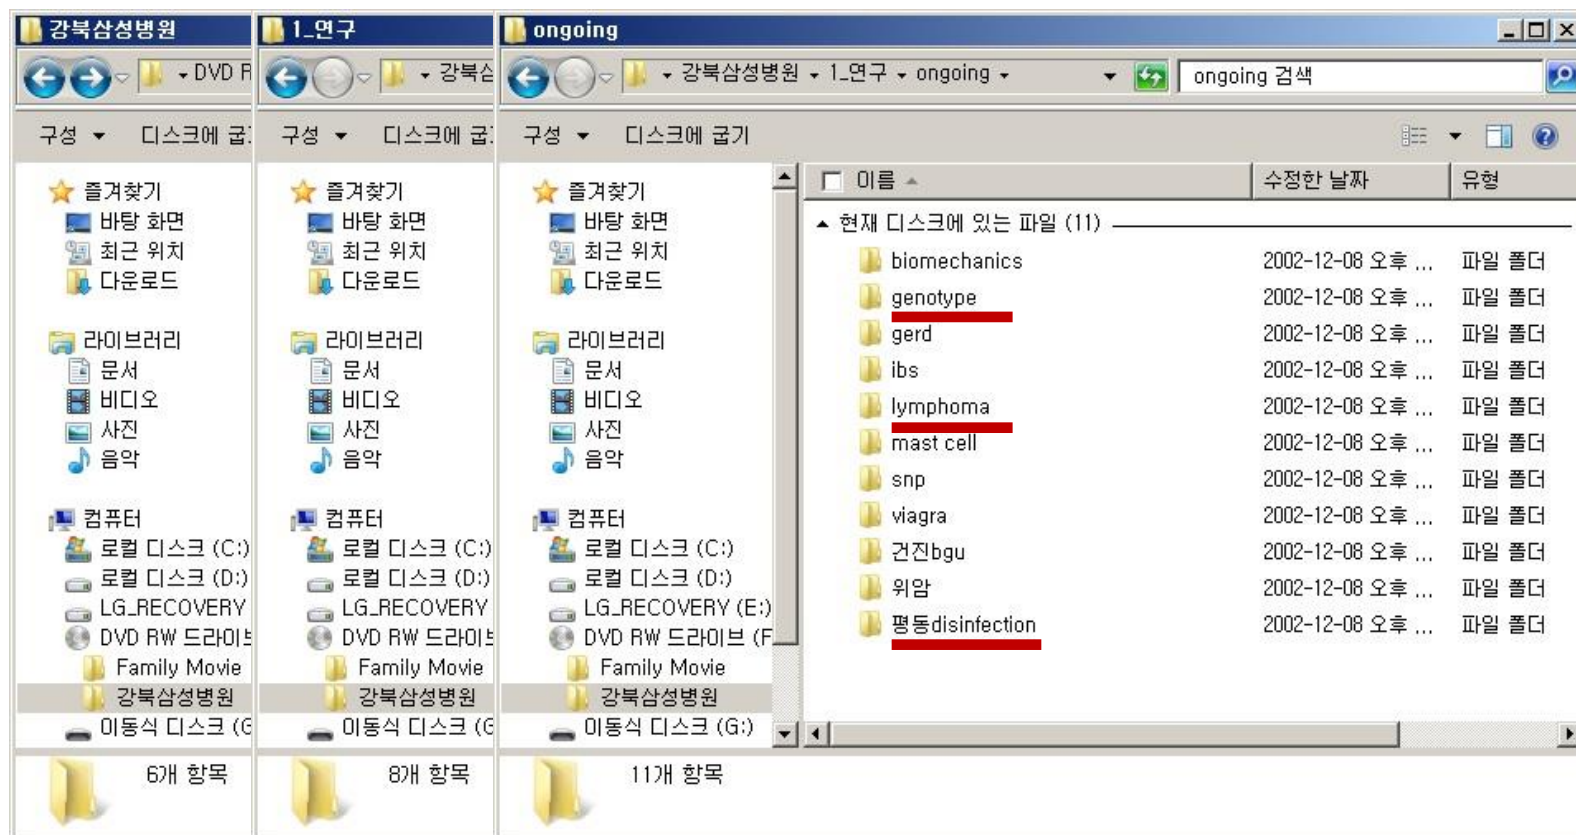 강북삼성병원
DVD R
구성 디스크에 굽
즐겨찾기
바탕 화면
최근 위치
다운로드
라이브러리
문서
비디오
사진
음악
컴퓨터
로컬 디스크 (C:)
로컬 디스크 (D:)
LG_RECOVERY
DVD RW 드라이브
Family Movie
강북삼성병원
이동식 디스크 (G
6개 항목
1_연구
강북삼
구성 디스크에 굽
즐겨찾기
바탕 화면
최근 위치
다운로드
라이브러리
문서
비디오
사진
음악
컴퓨터
로컬 디스크 (C:)
로컬 디스크 (D:)
LG_RECOVERY
DVD RW 드라이브
Family Movie
강북삼성병원
이동식 디스크 (G
8개 항목
ongoing
강북삼성병원 1_연구 ongoing ongoing 검색
구성 디스크에 굽기
즐겨찾기
바탕 화면
최근 위치
다운로드
라이브러리
문서
비디오
사진
음악
컴퓨터
로컬 디스크 (C:)
로컬 디스크 (D:)
LG_RECOVERY (E:)
DVD RW 드라이브 (F
Family Movie
강북삼성병원
이동식 디스크 (G:)
11개 항목
이름 수정한 날짜 유형
현재 디스크에 있는 파일 (11)
biomechanics 2002-12-08 오후 ... 파일 폴더
genotype 2002-12-08 오후 ... 파일 폴더
gerd 2002-12-08 오후 ... 파일 폴더
ibs 2002-12-08 오후 ... 파일 폴더
lymphoma 2002-12-08 오후 ... 파일 폴더
mast cell 2002-12-08 오후 ... 파일 폴더
snp 2002-12-08 오후 ... 파일 폴더
viagra 2002-12-08 오후 ... 파일 폴더
건진bgu 2002-12-08 오후 ... 파일 폴더
위암 2002-12-08 오후 ... 파일 폴더
평동disinfection 2002-12-08 오후 ... 파일 폴더